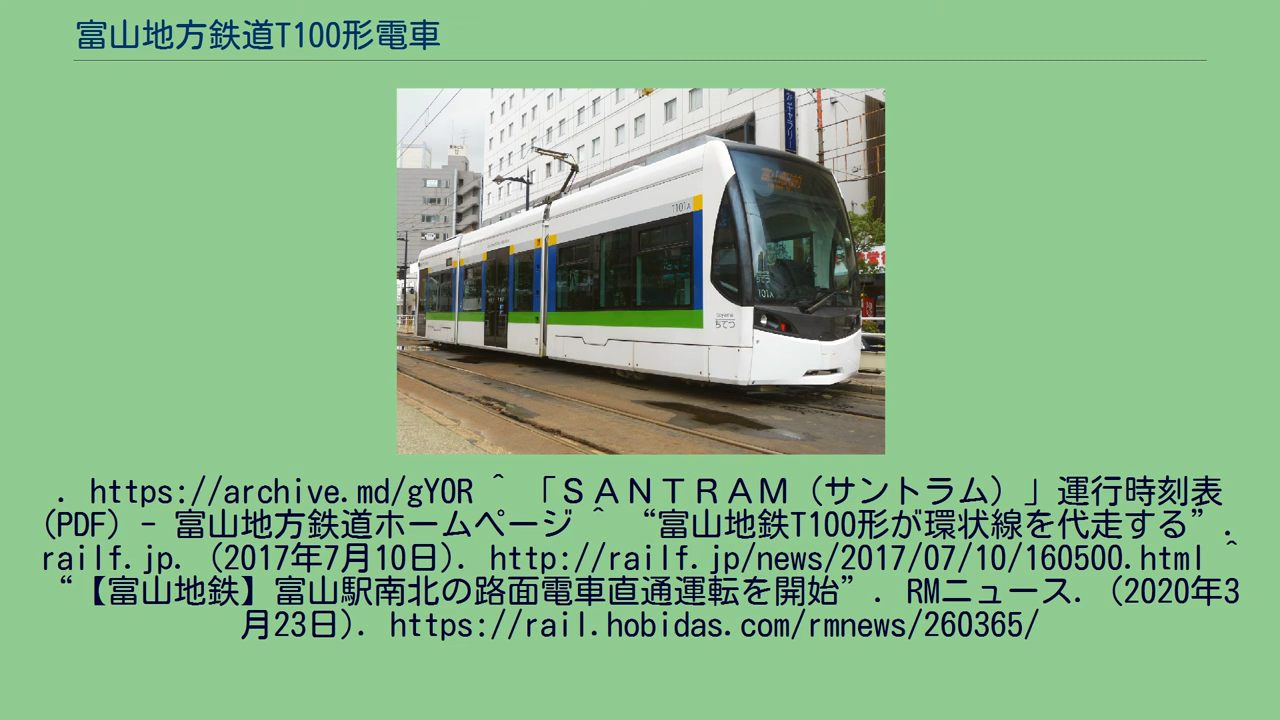 富山地方鉄道T100形電車
T101A
101A
ちてつ
. https://archive.md/gYOR ^ 「ＳＡＮＴＲＡＭ（サントラム）」運行時刻表
(PDF) - 富山地方鉄道ホームページ ^ “富山地鉄T100形が環状線を代走する”.
railf.jp. (2017年7月10日). http://railf.jp/news/2017/07/10/160500.html ^
“【富山地鉄】富山駅南北の路面電車直通運転を開始”. RMニュース. (2020年3
月23日). https://rail.hobidas.com/rmnews/260365/